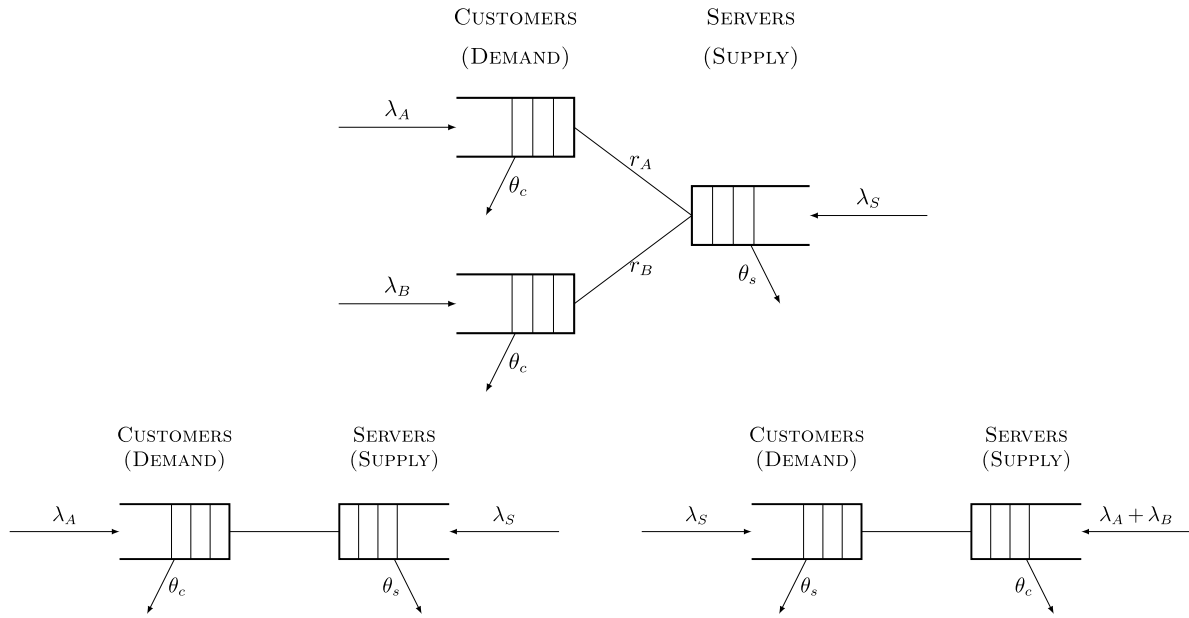 CUSTOMERS SERVERS
(DEMAND) (SUPPLY)
λ_A
r_A
θ_c
λ_S
r_B
θ_s
λ_B
θ_c
CUSTOMERS SERVERS CUSTOMERS SERVERS
(DEMAND) (SUPPLY) (DEMAND) (SUPPLY)
λ_A λ_S λ_S λ_A + λ_B
θ_c θ_s θ_s θ_c